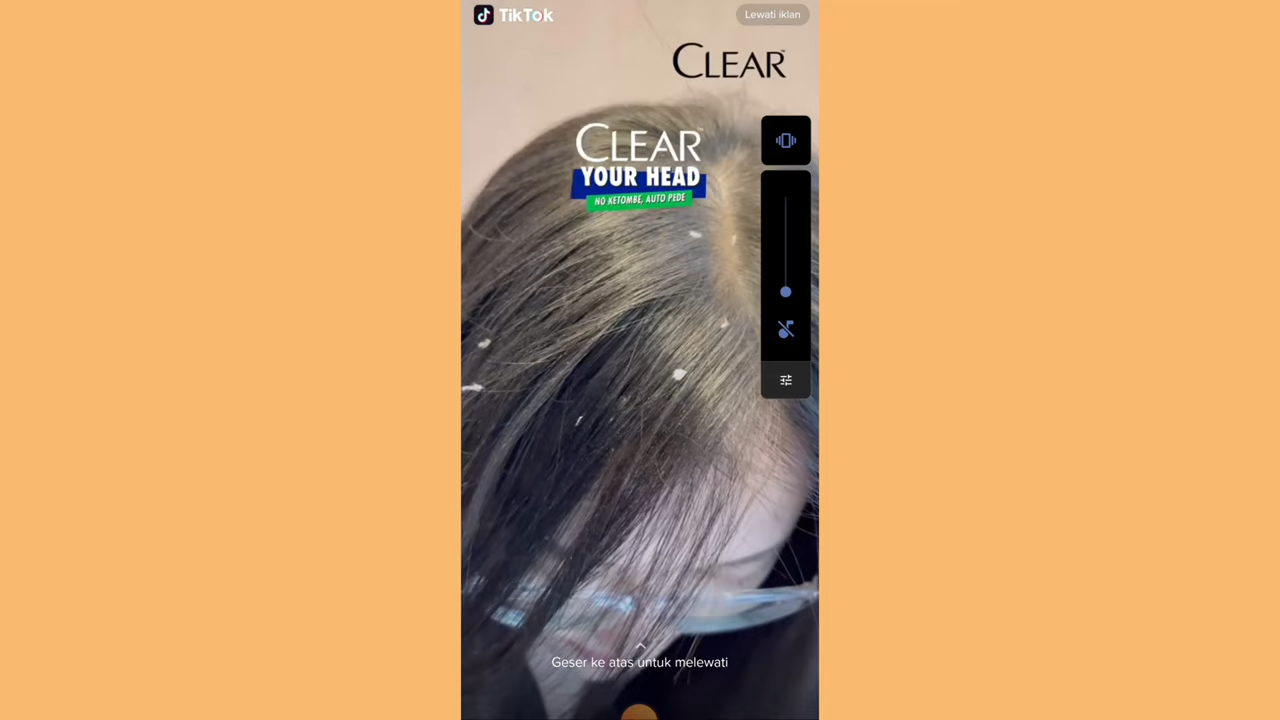 TikTok
Lewati iklan
CLEAR
CLEAR
YOUR HEAD
NO KETOMBE, AUTO PEDE
Geser ke atas untuk melewati